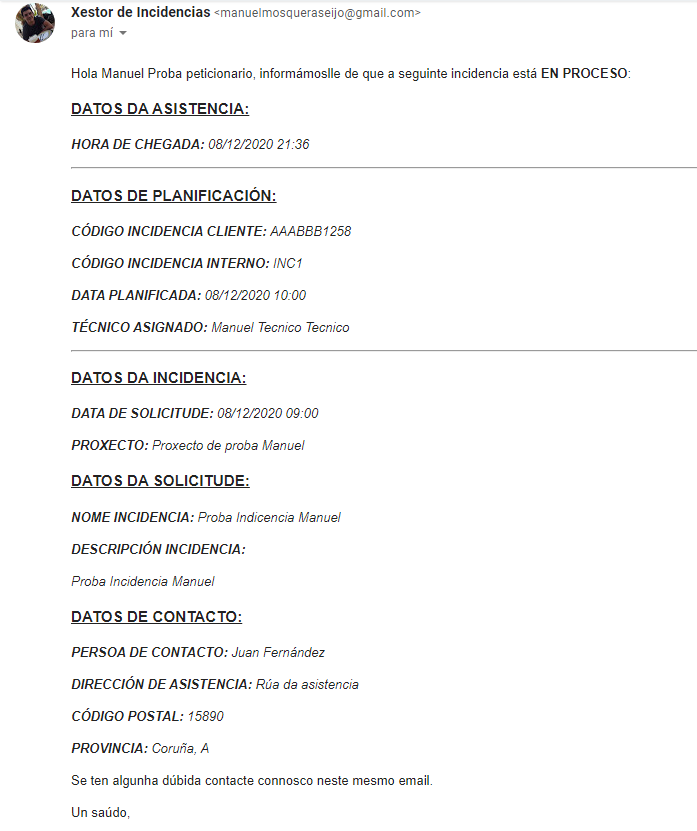 Xestor de Incidencias <manuelmosqueraseijo@gmail.com>
para mí
Hola Manuel Proba peticionario, informámoslle de que a seguinte incidencia está EN PROCESO:
DATOS DA ASISTENCIA:
HORA DE CHEGADA: 08/12/2020 21:36
DATOS DE PLANIFICACIÓN:
CÓDIGO INCIDENCIA CLIENTE: AAABBB1258
CÓDIGO INCIDENCIA INTERNO: INC1
DATA PLANIFICADA: 08/12/2020 10:00
TÉCNICO ASIGNADO: Manuel Tecnico Tecnico
DATOS DA INCIDENCIA:
DATA DE SOLICITUDE: 08/12/2020 09:00
PROXECTO: Proxecto de proba Manuel
DATOS DA SOLICITUDE:
NOME INCIDENCIA: Proba Indicencia Manuel
DESCRIPCIÓN INCIDENCIA:
Proba Incidencia Manuel
DATOS DE CONTACTO:
PERSOA DE CONTACTO: Juan Fernández
DIRECCIÓN DE ASISTENCIA: Rúa da asistencia
CÓDIGO POSTAL: 15890
PROVINCIA: Coruña, A
Se ten algunha dúbida contacte connosco neste mesmo email.
Un saúdo,